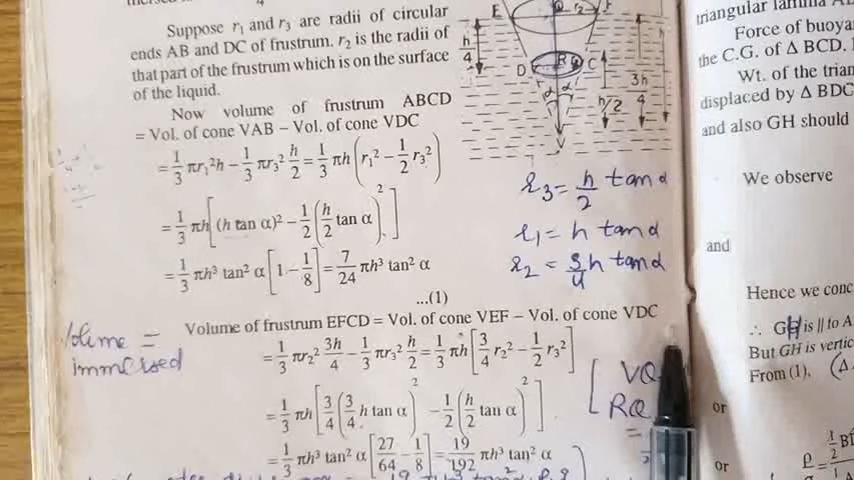 Suppose r₁ and r₃ are radii of circular
ends AB and DC of frustrum. r₂ is the radii of
that part of the frustrum which is on the surface
of the liquid.
Now volume of frustrum ABCD
= Vol. of cone VAB – Vol. of cone VDC
= 1/3 πr₁²h – 1/3 πr₃² h/2 = 1/3 πh (r₁² – 1/2 r₃²)
= 1/3 πh [(h tan α)² – 1/2 (h/2 tan α)²]
= 1/3 πh³ tan² α [1 – 1/8] = 7/24 πh³ tan² α
...(1)
Volume of frustrum EFCD = Vol. of cone VEF – Vol. of cone VDC
= 1/3 πr₂² 3h/4 – 1/3 πr₃² h/2 = 1/3 πh [3/4 r₂² – 1/2 r₃²]
= 1/3 πh [3/4 (3/4 h tan α)² – 1/2 (h/2 tan α)²]
= 1/3 πh³ tan² α [27/64 – 1/8] = 19/192 πh³ tan² α
E r₂ F
h/4
D R C
α α
h/2
3h/4
h
V
r₃ = h/2 tan α
r₁ = h tan α
r₂ = 3/4 h tan α
Volume =
immersed
VQ
RQ
=
triangular lamina
Force of buoya
the C.G. of Δ BCD.
Wt. of the trian
displaced by Δ BDC
and also GH should
We observe
and
Hence we conc
∴ GH is || to A
But GH is vertic
From (1),
or
or